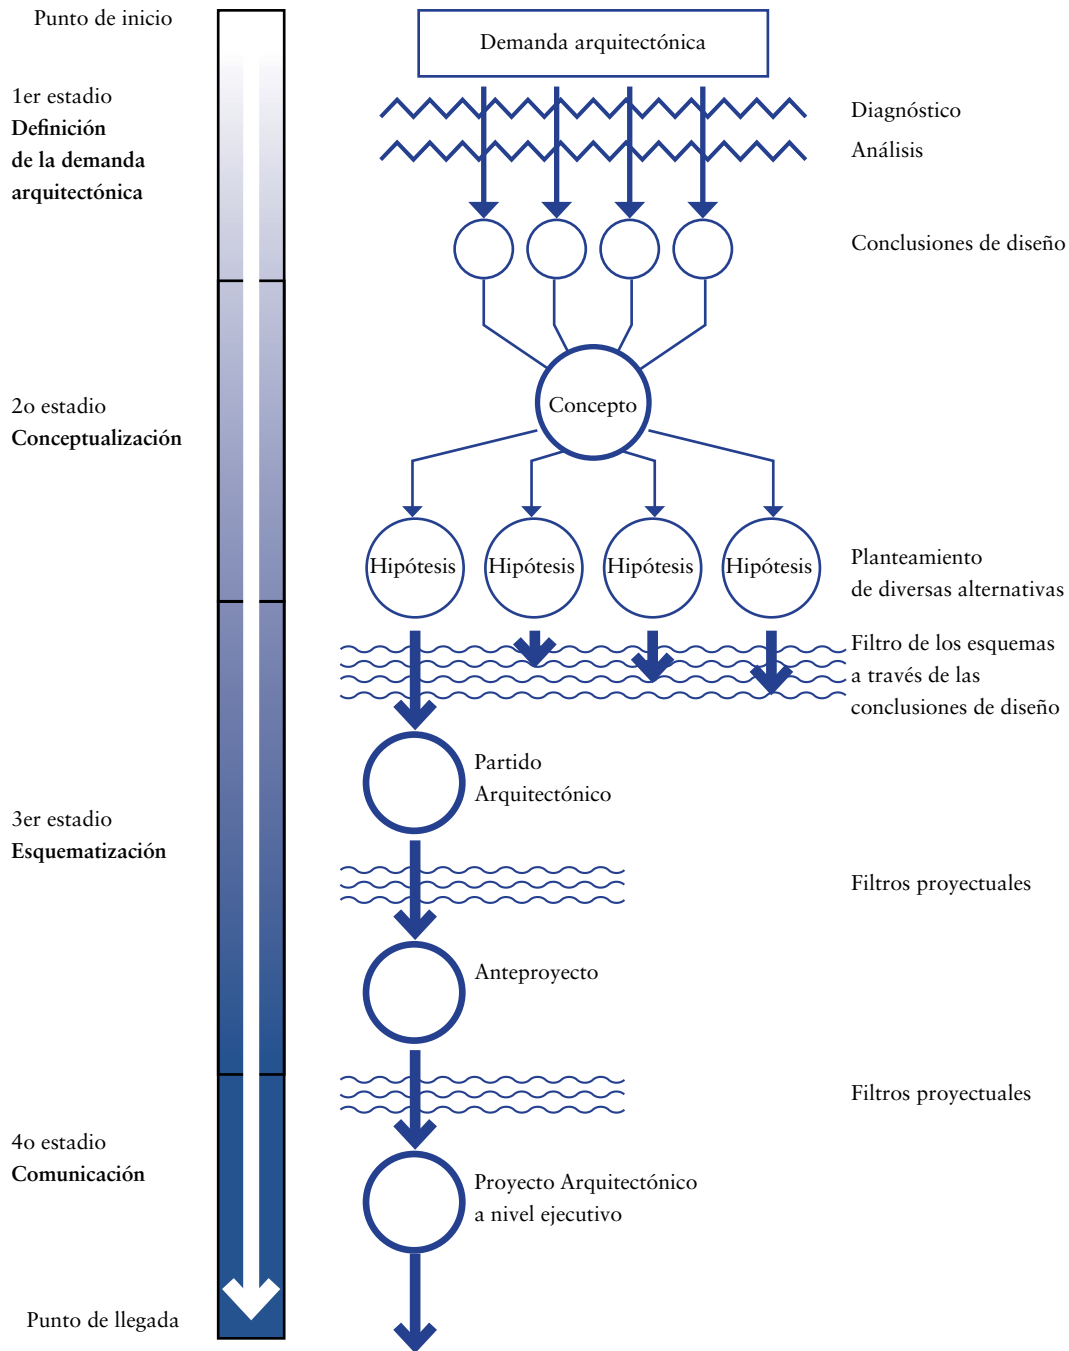 Punto de inicio
Demanda arquitectónica
1er estadio
Definición
de la demanda
arquitectónica
Diagnóstico
Análisis
Conclusiones de diseño
2o estadio
Conceptualización
Concepto
Hipótesis
Hipótesis
Hipótesis
Hipótesis
Planteamiento
de diversas alternativas
Filtro de los esquemas
a través de las
conclusiones de diseño
Partido
Arquitectónico
3er estadio
Esquematización
Filtros proyectuales
Anteproyecto
Filtros proyectuales
4o estadio
Comunicación
Proyecto Arquitectónico
a nivel ejecutivo
Punto de llegada